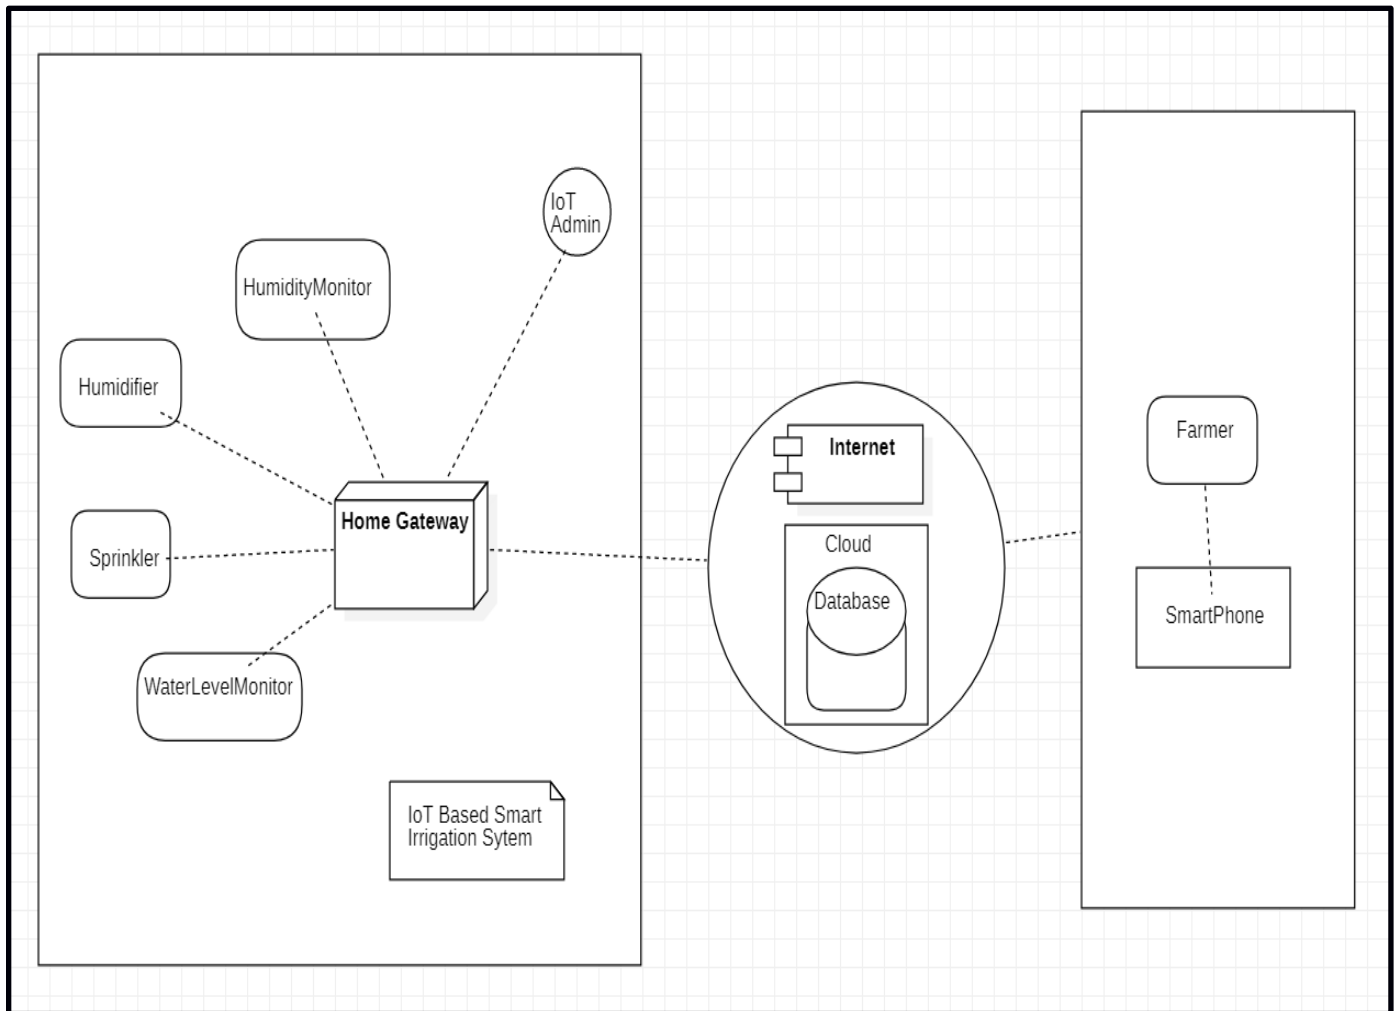 IoT
Admin
HumidityMonitor
Humidifier
Home Gateway
Sprinkler
WaterLevelMonitor
IoT Based Smart
Irrigation Sytem
Internet
Cloud
Database
Farmer
SmartPhone